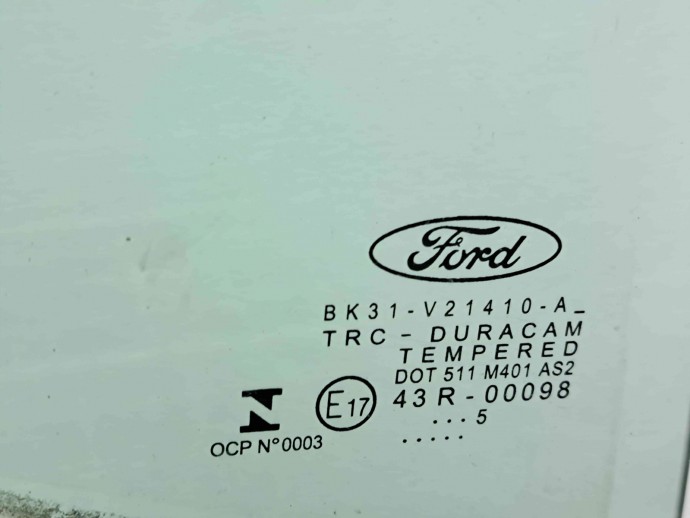 Ford
BK31-V21410-A_
TRC - DURACAM
TEMPERED
DOT 511 M401 AS2
E17 43R-00098
...5
.....
OCP N°0003